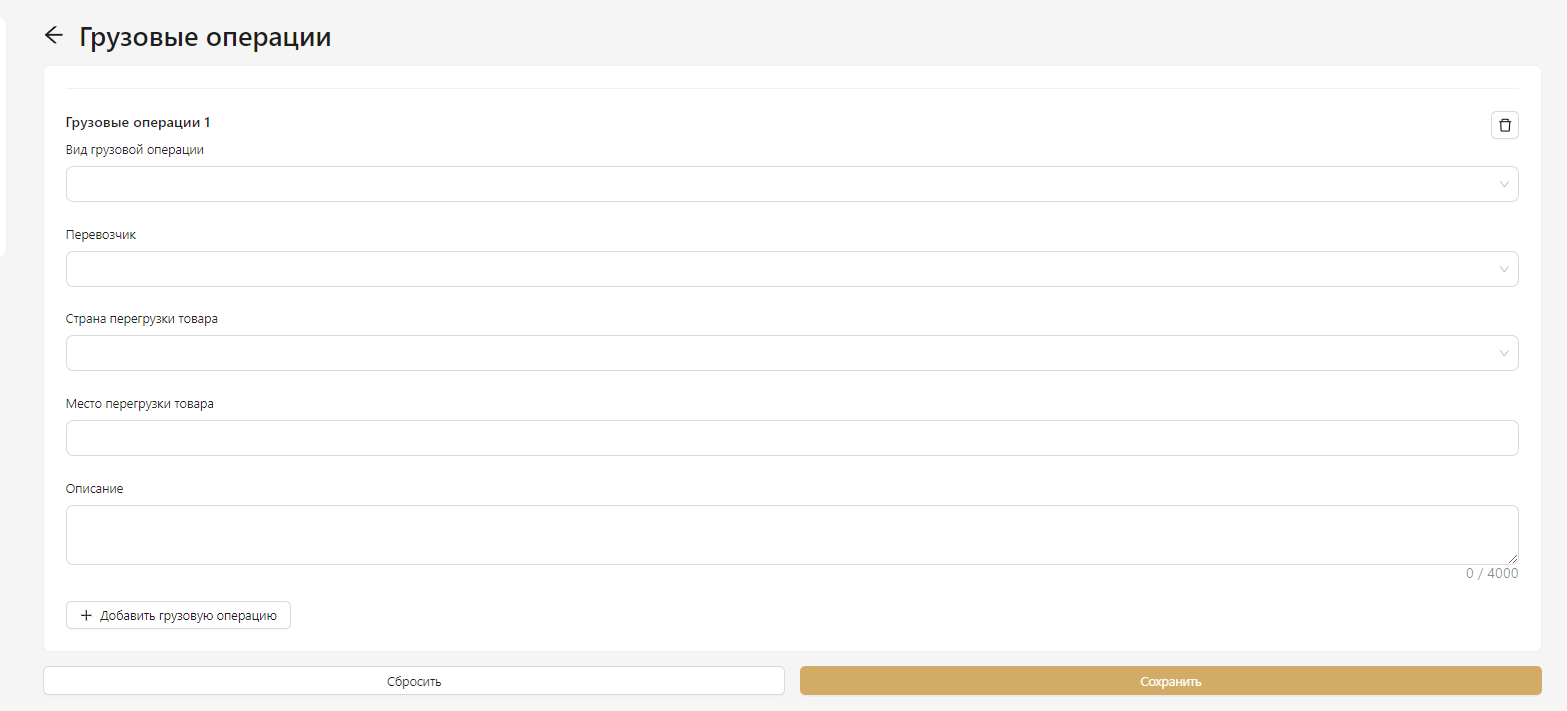 Грузовые операции
Грузовые операции 1
Вид грузовой операции
Перевозчик
Страна перегрузки товара
Место перегрузки товара
Описание
0 / 4000
Добавить грузовую операцию
Сбросить
Сохранить